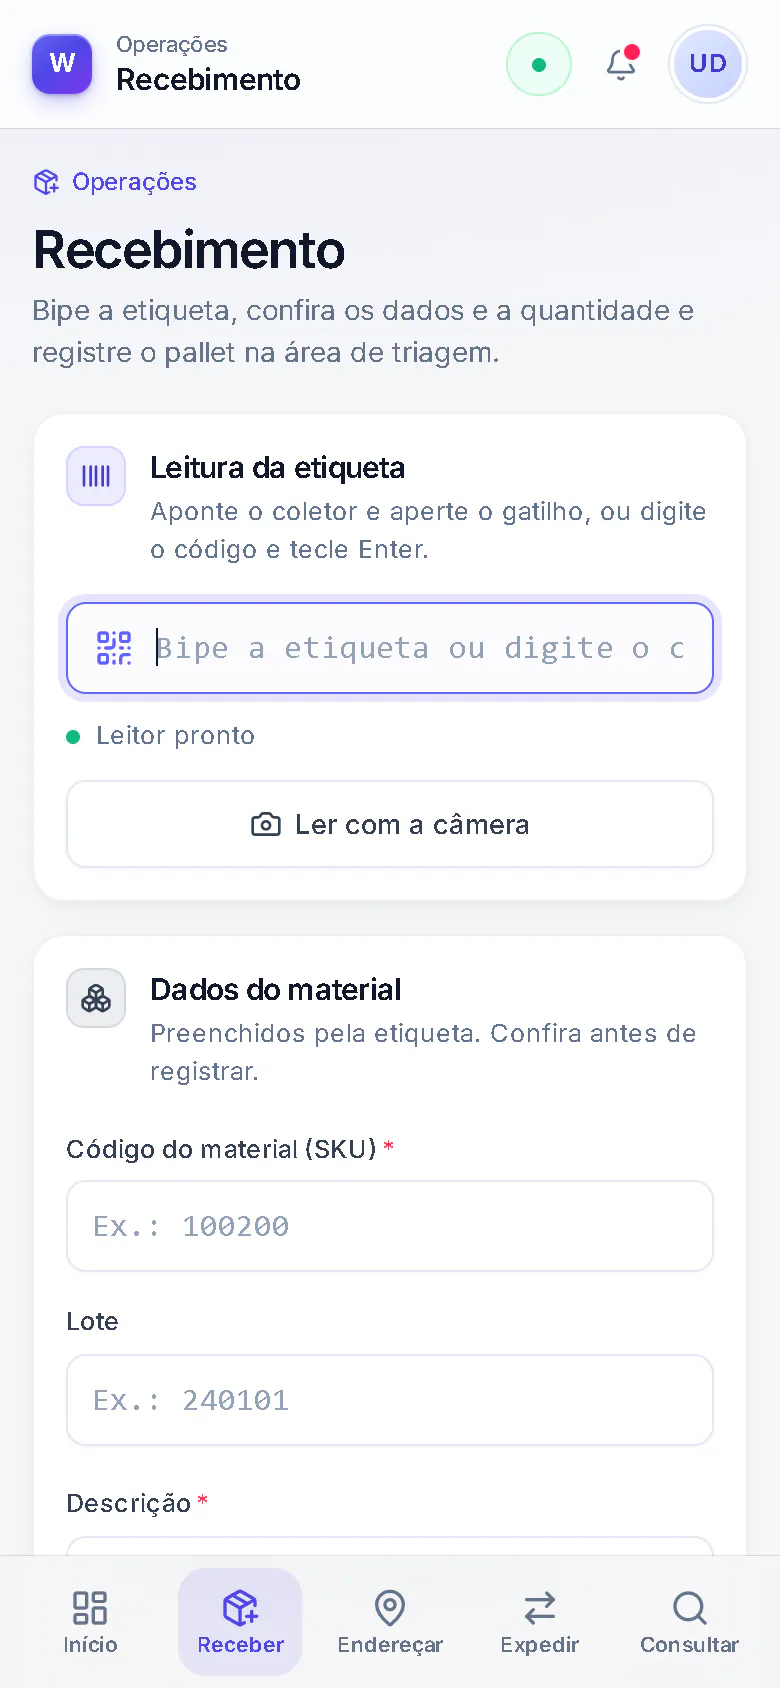 W
Operações
Recebimento
UD
Operações
Recebimento
Bipe a etiqueta, confira os dados e a quantidade e
registre o pallet na área de triagem.
Leitura da etiqueta
Aponte o coletor e aperte o gatilho, ou digite
o código e tecle Enter.
Bipe a etiqueta ou digite o c
Leitor pronto
Ler com a câmera
Dados do material
Preenchidos pela etiqueta. Confira antes de
registrar.
Código do material (SKU) *
Ex.: 100200
Lote
Ex.: 240101
Descrição *
Início
Receber
Endereçar
Expedir
Consultar